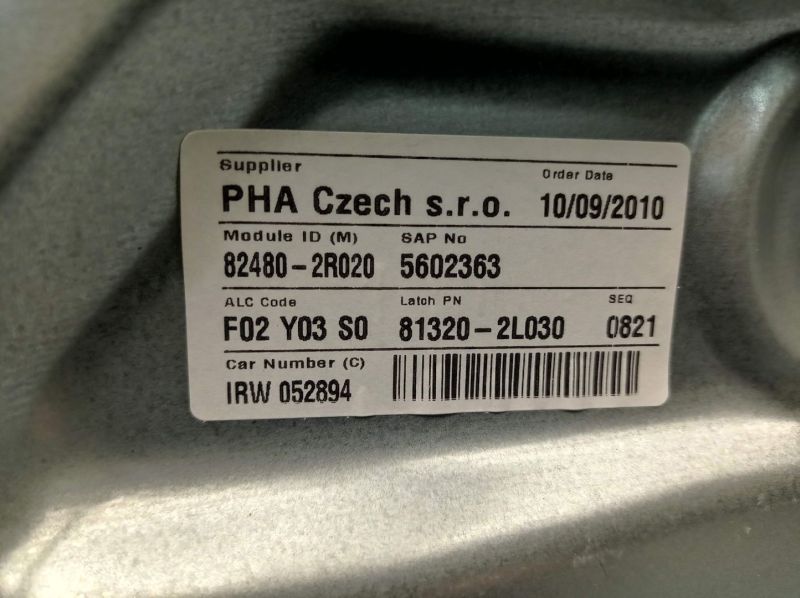 Supplier Order Date
PHA Czech s.r.o. 10/09/2010
Module ID (M) SAP No
82480-2R020 5602363
ALC Code Latch PN SEQ
F02 Y03 S0 81320-2L030 0821
Car Number (C)
IRW 052894